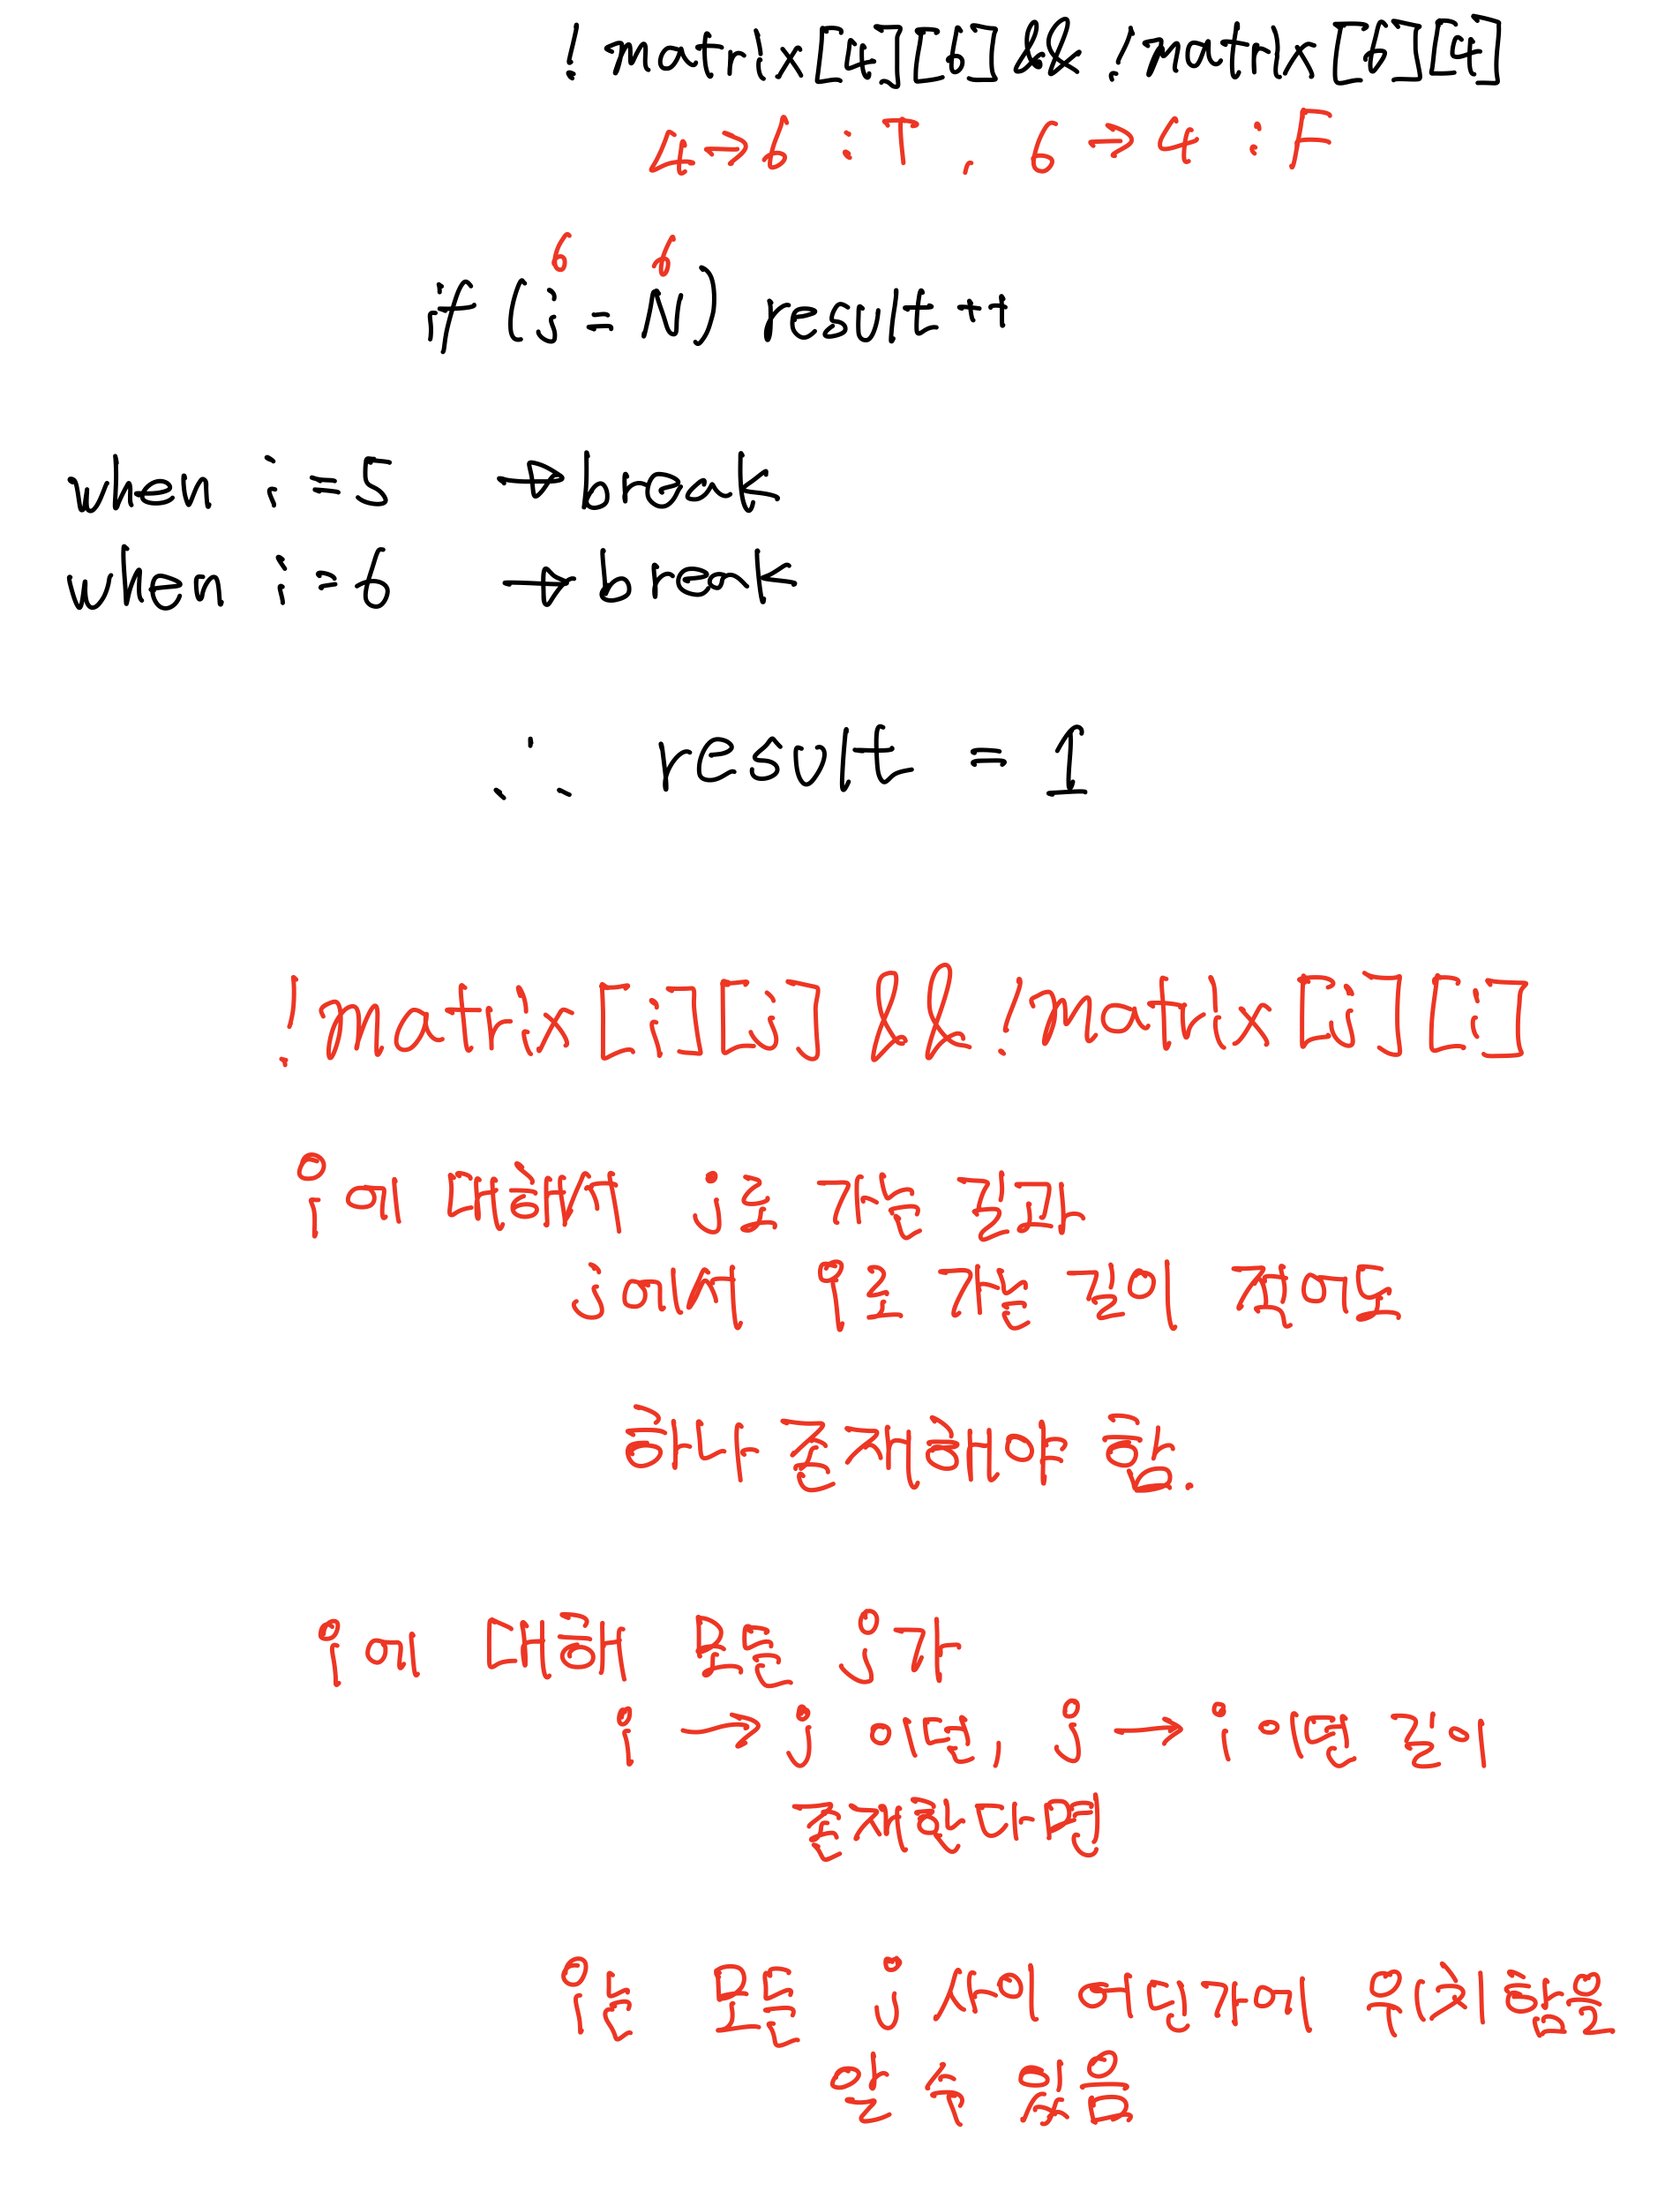 !matrix[4][6] && !matrix[6][4]
4→6 : T , 6→4 : F
6 6
if (j = N) result ++
when i = 5 → break
when i = 6 → break
∴ result = 1
!matrix[i][j] && !matrix[j][i]
i에 대해서 j로 가는 길과
j에서 i로 가는 길이 적어도
하나 존재해야 함.
i에 대해 모든 j가
i → j 이면, j → i 이면 길이
존재한다면
i는 모든 j 사이 어딘가에 위치함을
알 수 있음